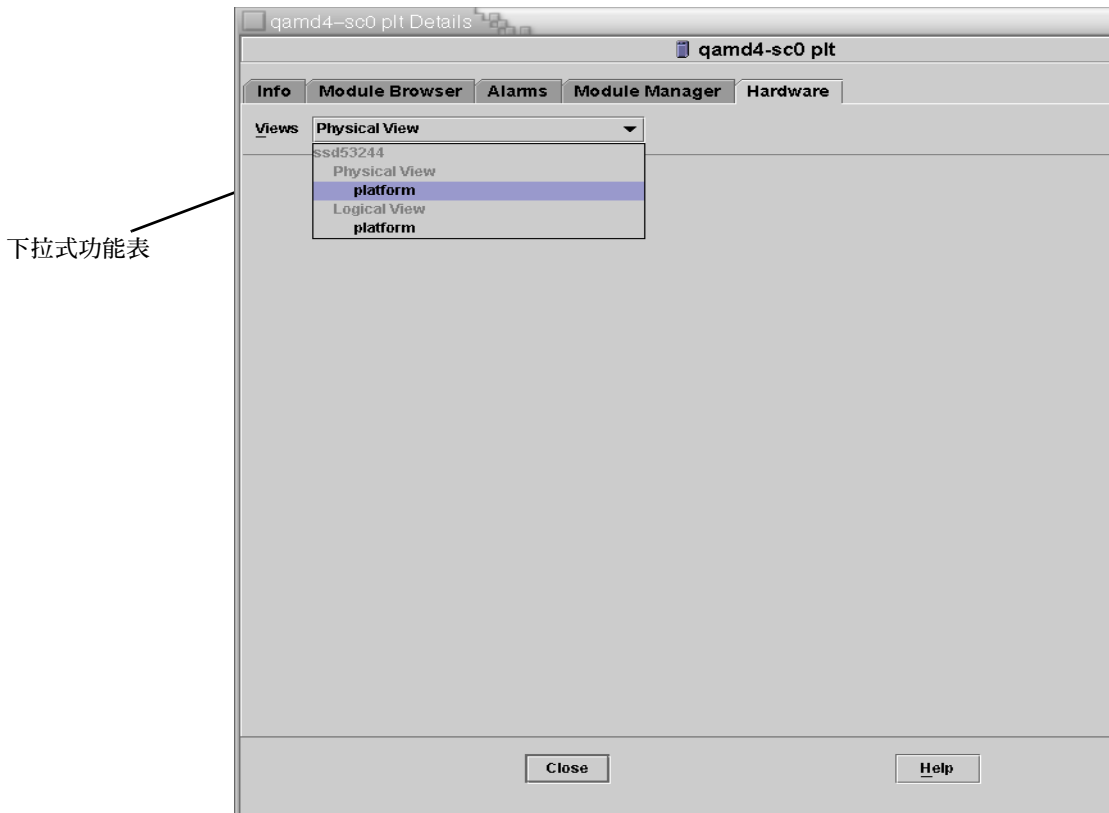 qamd4-sc0 plt Details
qamd4-sc0 plt
Info Module Browser Alarms Module Manager Hardware
Views Physical View
ssd53244
Physical View
platform
Logical View
platform
下拉式功能表
Close Help